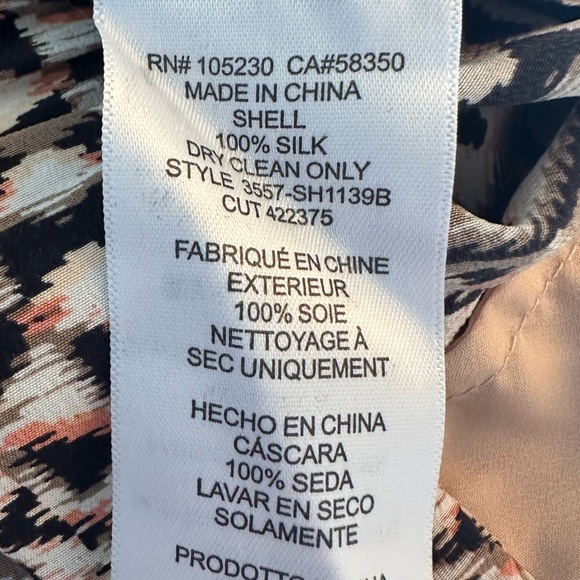 RN# 105230 CA#58350
MADE IN CHINA
SHELL
100% SILK
DRY CLEAN ONLY
STYLE 3557-SH1139B
CUT 422375
FABRIQUÉ EN CHINE
EXTERIEUR
100% SOIE
NETTOYAGE À
SEC UNIQUEMENT
HECHO EN CHINA
CÁSCARA
100% SEDA
LAVAR EN SECO
SOLAMENTE
PRODOTTO